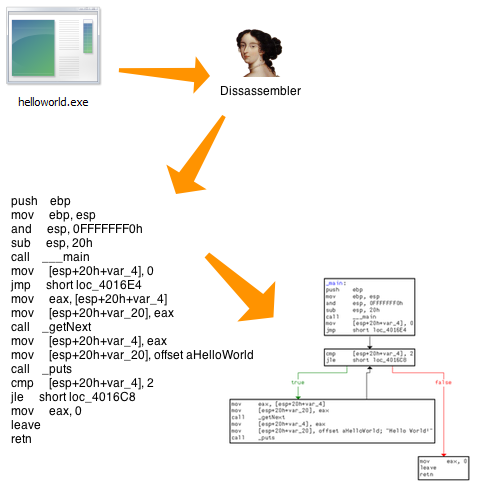 helloworld.exe
Dissassembler
push ebp
mov ebp, esp
and esp, 0FFFFFFF0h
sub esp, 20h
call ___main
mov [esp+20h+var_4], 0
jmp short loc_4016E4
mov eax, [esp+20h+var_4]
mov [esp+20h+var_20], eax
call _getNext
mov [esp+20h+var_4], eax
mov [esp+20h+var_20], offset aHelloWorld
call _puts
cmp [esp+20h+var_4], 2
jle short loc_4016C8
mov eax, 0
leave
retn
_main:
push ebp
mov ebp, esp
and esp, 0FFFFFFF0h
sub esp, 20h
call ___main
mov [esp+20h+var_4], 0
jmp short loc_4016E4
cmp [esp+20h+var_4], 2
jle short loc_4016C8
true
false
mov eax, [esp+20h+var_4]
mov [esp+20h+var_20], eax
call _getNext
mov [esp+20h+var_4], eax
mov [esp+20h+var_20], offset aHelloWorld; "Hello World!"
call _puts
mov eax, 0
leave
retn